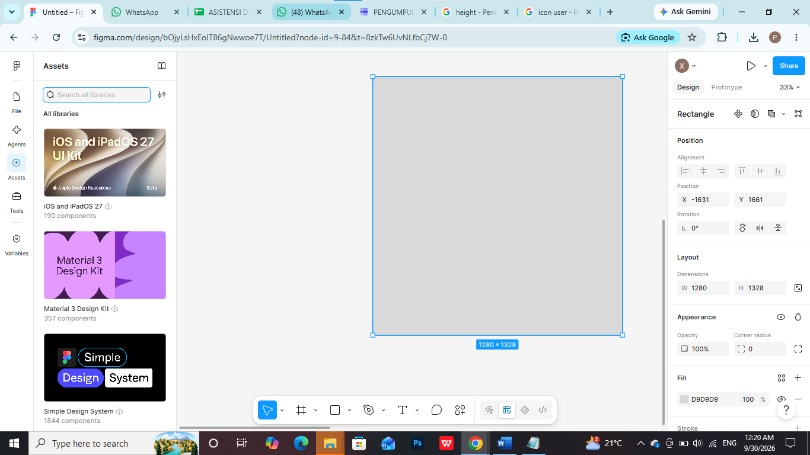 Untitled – Fi
WhatsApp
ASISTENSI D
(48) WhatsA
PENGUMPUL
height - Pen
icon user - P
Ask Gemini
figma.com/design/bOjyLsHxEoIT86gNwwoe7T/Untitled?node-id=9-84&t=8zkTw6UvNLfbCj7W-0
Ask Google
P
File
Agents
Assets
Tools
Variables
Assets
Search all libraries
All libraries
iOS and iPadOS 27
UI Kit
Apple Design Resources
Beta
iOS and iPadOS 27
190 components
Material 3
Design Kit
Material 3 Design Kit
357 components
Simple
Design System
Simple Design System
1844 components
1280 × 1328
X
Share
Design
Prototype
33%
Rectangle
Position
Alignment
Position
X -1631
Y 1661
Rotation
0°
Layout
Dimensions
W 1280
H 1328
Appearance
Opacity
Corner radius
100%
0
Fill
D9D9D9
100 %
Stroke
?
Type here to search
Ps
W
21°C
ENG
12:20 AM
9/30/2026